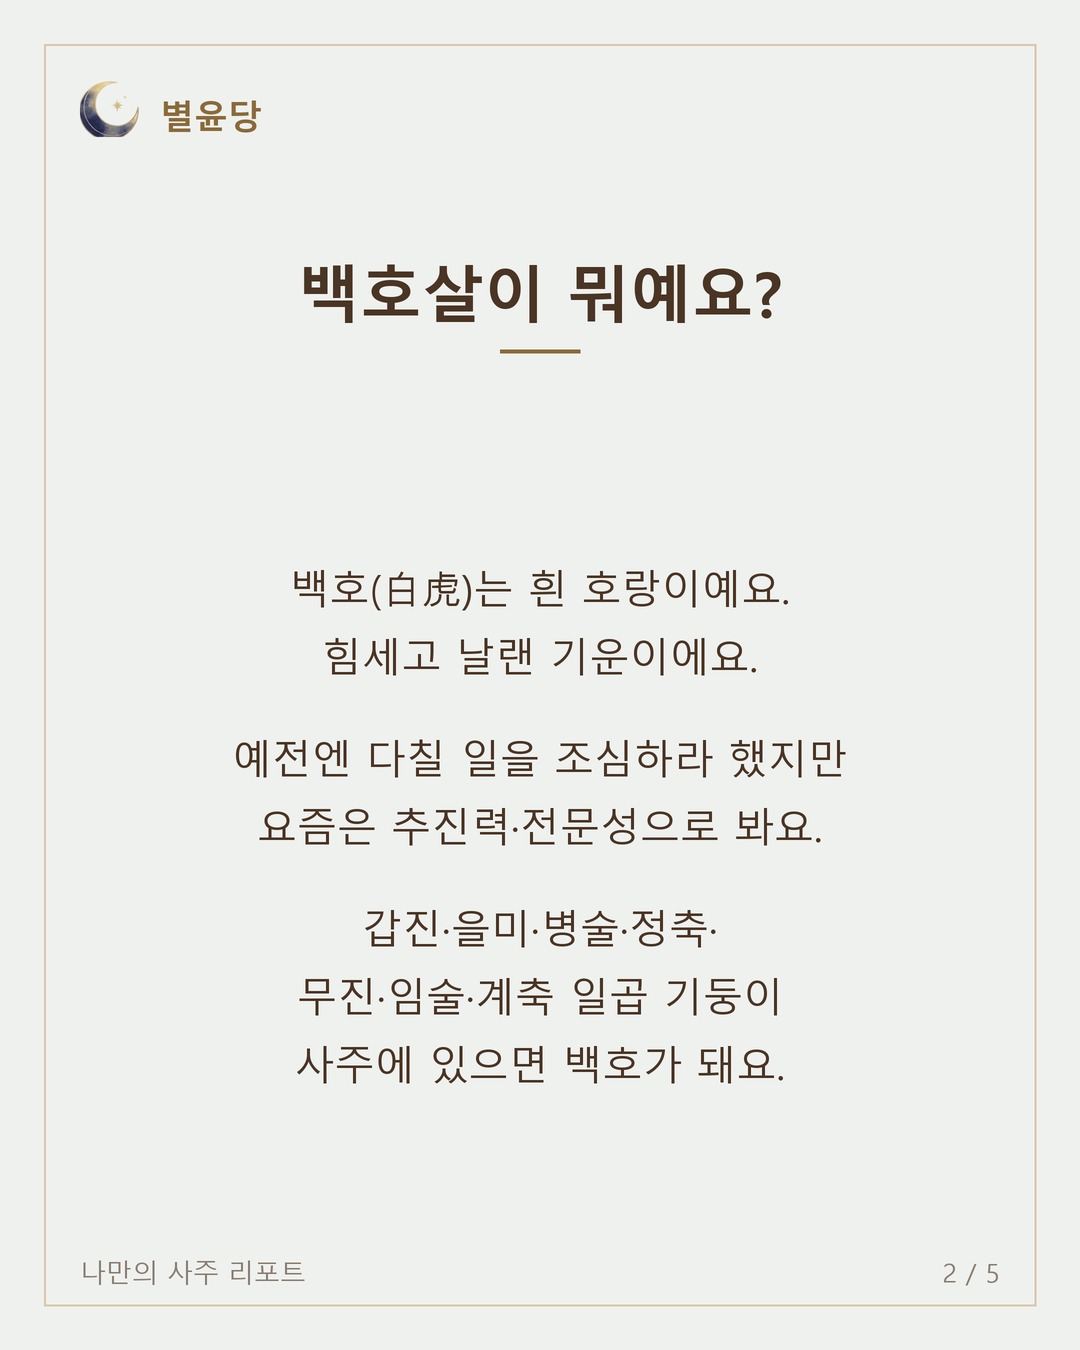 별윤당
백호살이 뭐예요?
백호(白虎)는 흰 호랑이예요.
힘세고 날랜 기운이에요.
예전엔 다칠 일을 조심하라 했지만
요즘은 추진력·전문성으로 봐요.
갑진·을미·병술·정축·
무진·임술·계축 일곱 기둥이
사주에 있으면 백호가 돼요.
나만의 사주 리포트
2 / 5